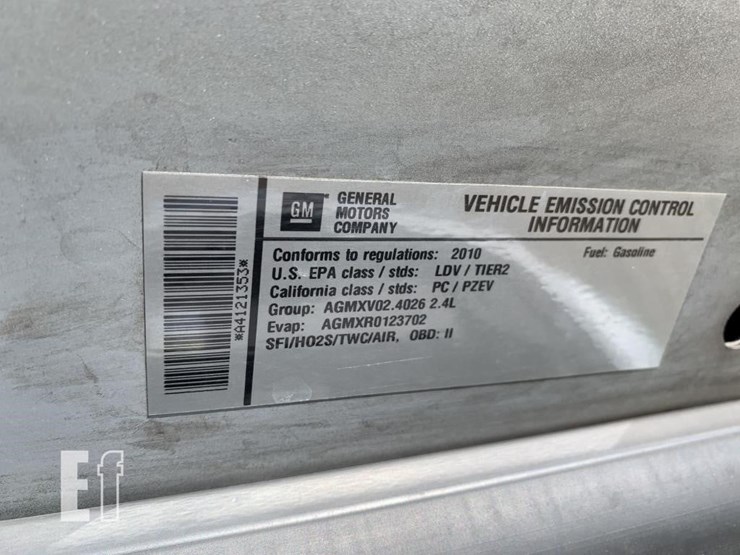 GM
GENERAL
MOTORS
COMPANY
VEHICLE EMISSION CONTROL
INFORMATION
Conforms to regulations: 2010
Fuel: Gasoline
U.S. EPA class / stds: LDV / TIER2
California class / stds: PC / PZEV
Group: AGMXV02.4026 2.4L
Evap: AGMXR0123702
SFI/HO2S/TWC/AIR, OBD: II
*A4121353*
Ef